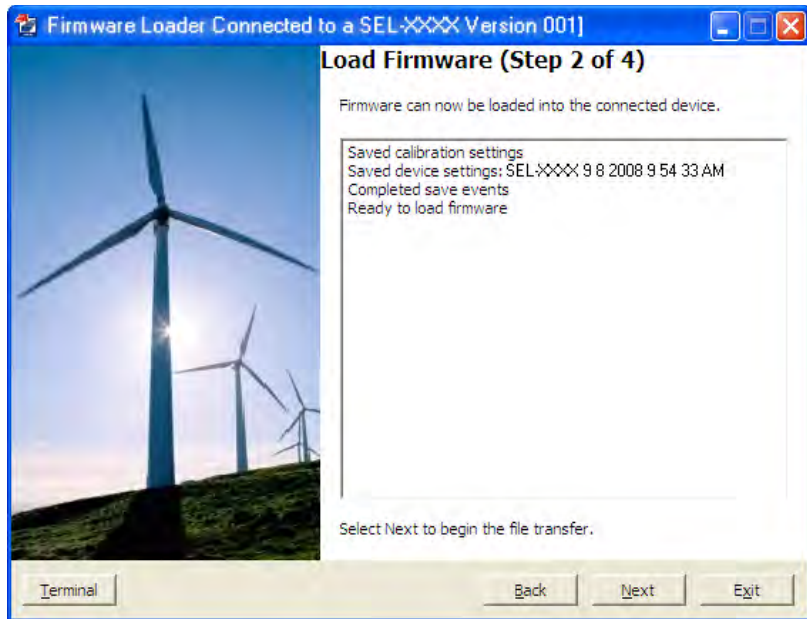 Firmware Loader Connected to a SEL-XXXX Version 001]
Load Firmware (Step 2 of 4)
Firmware can now be loaded into the connected device.
Saved calibration settings
Saved device settings: SEL-XXXX 9 8 2008 9 54 33 AM
Completed save events
Ready to load firmware
Select Next to begin the file transfer.
Terminal
Back
Next
Exit